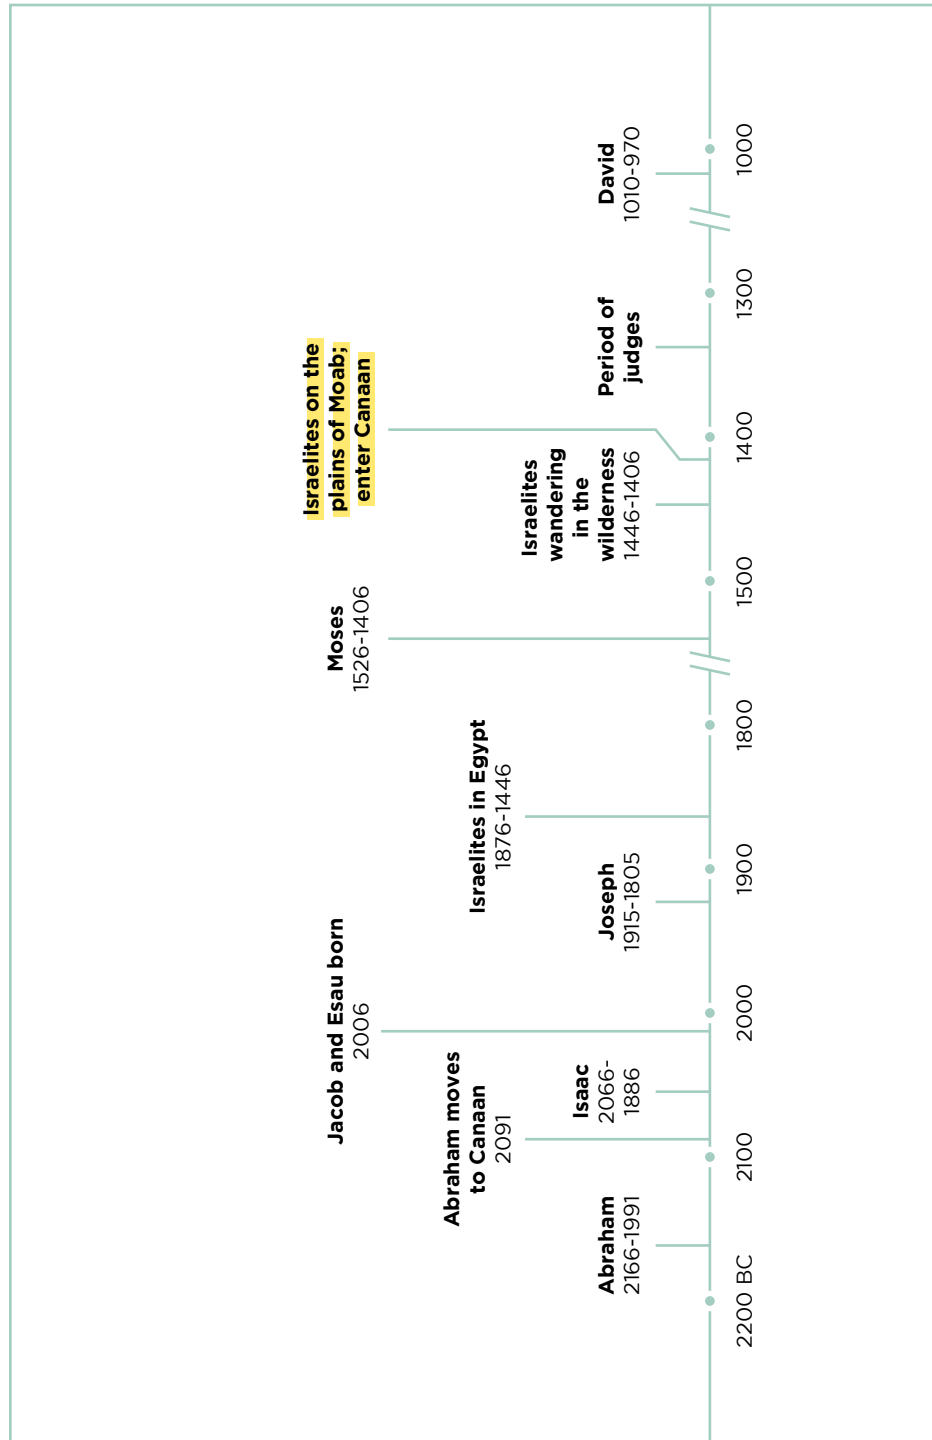 Abraham
2166-1991
Abraham moves
to Canaan
2091
Isaac
2066-
1886
Jacob and Esau born
2006
Joseph
1915-1805
Israelites in Egypt
1876-1446
Moses
1526-1406
Israelites
wandering
in the
wilderness
1446-1406
Israelites on the
plains of Moab;
enter Canaan
Period of
judges
David
1010-970
2200 BC
2100
2000
1900
1800
1500
1400
1300
1000